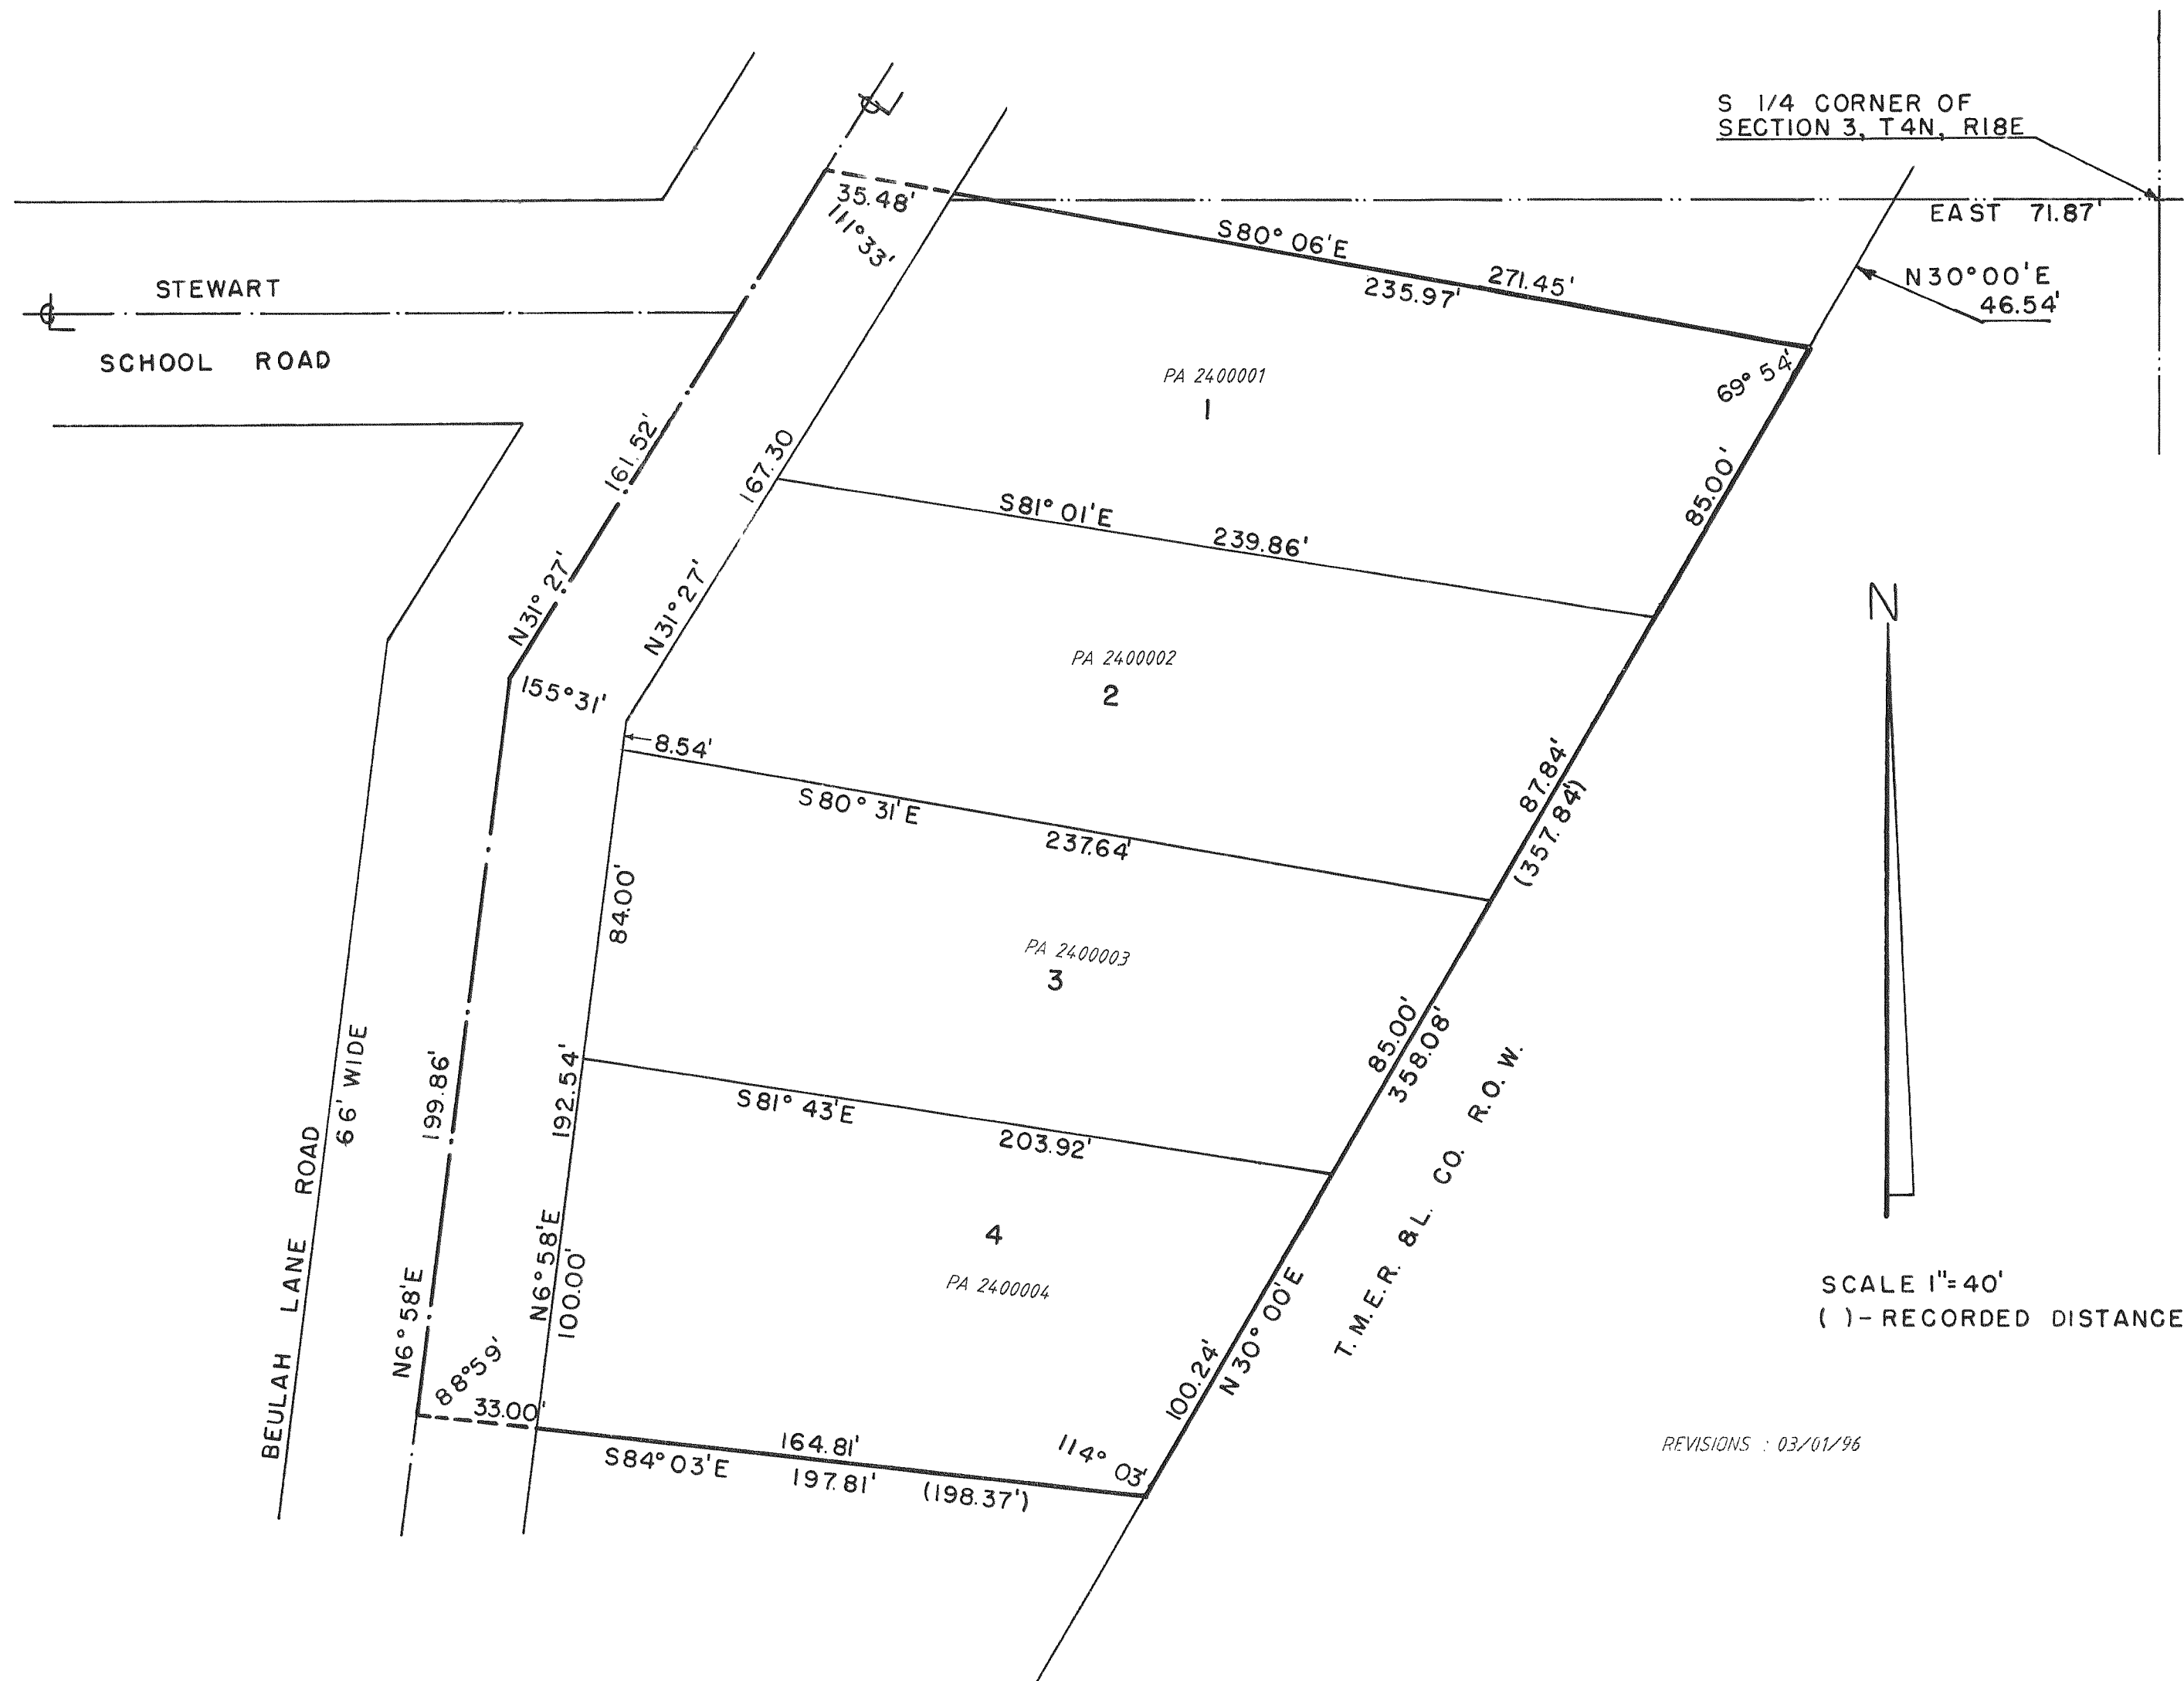 S 1/4 CORNER OF
SECTION 3, T4N, R18E
EAST 71.87'
N30°00'E
46.54'
35.48'
111°33'
S80° 06'E
271.45'
235.97'
STEWART
SCHOOL ROAD
PA 2400001
1
69° 54'
85.00'
161.52'
167.30
N31° 27'
N31° 27'
S81° 01'E
239.86'
155°31'
PA 2400002
2
8.54'
87.84'
(357.84')
S80° 31'E
237.64'
84.00'
PA 2400003
3
85.00'
358.08'
T. M.E.R. &L. CO. R.O.W.
BEULAH LANE ROAD
66' WIDE
199.86'
N6°58'E
192.54'
N6°58'E
100.00'
S81° 43'E
203.92'
4
PA 2400004
100.24'
N 30° 00'E
88°59'
33.00'
164.81'
S84° 03'E
197.81'
(198.37')
114° 03'
N
SCALE 1"=40'
( )-RECORDED DISTANCE
REVISIONS : 03/01/96